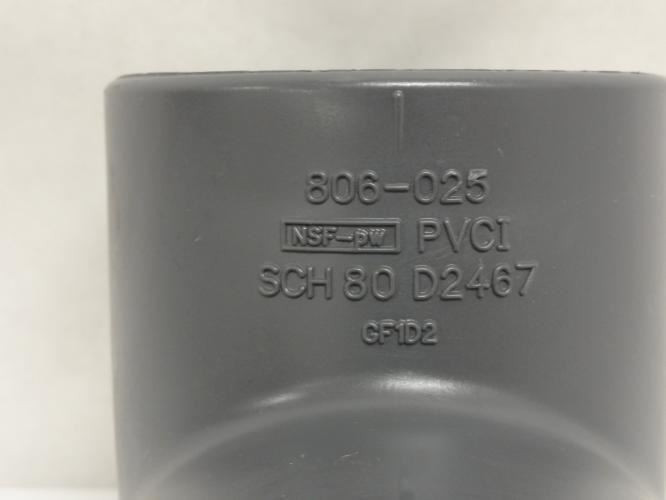 806-025
NSF-pw PVCI
SCH 80 D2467
GF1D2